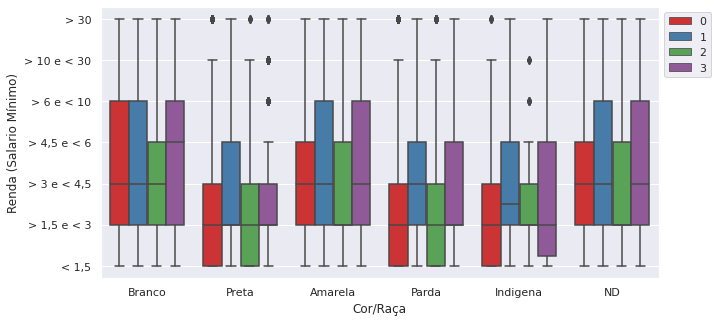 > 30
> 10 e < 30
> 6 e < 10
> 4,5 e < 6
> 3 e < 4,5
> 1,5 e < 3
< 1,5
Renda (Salario Mínimo)
Branco
Preta
Amarela
Parda
Indigena
ND
Cor/Raça
0
1
2
3